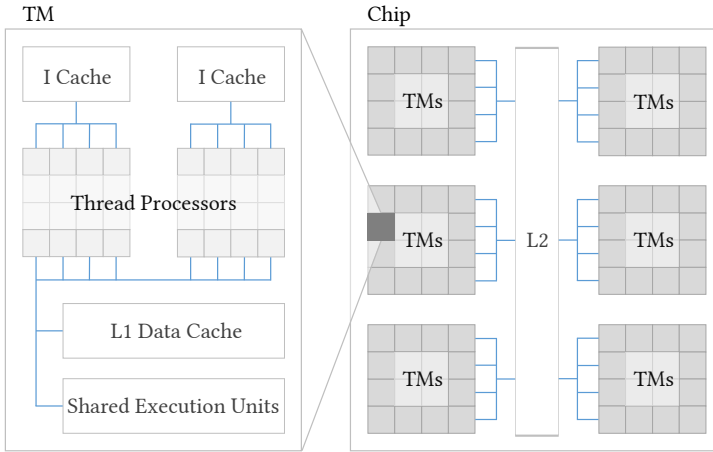 TM
I Cache
I Cache
Thread Processors
L1 Data Cache
Shared Execution Units
Chip
TMs
TMs
TMs
L2
TMs
TMs
TMs